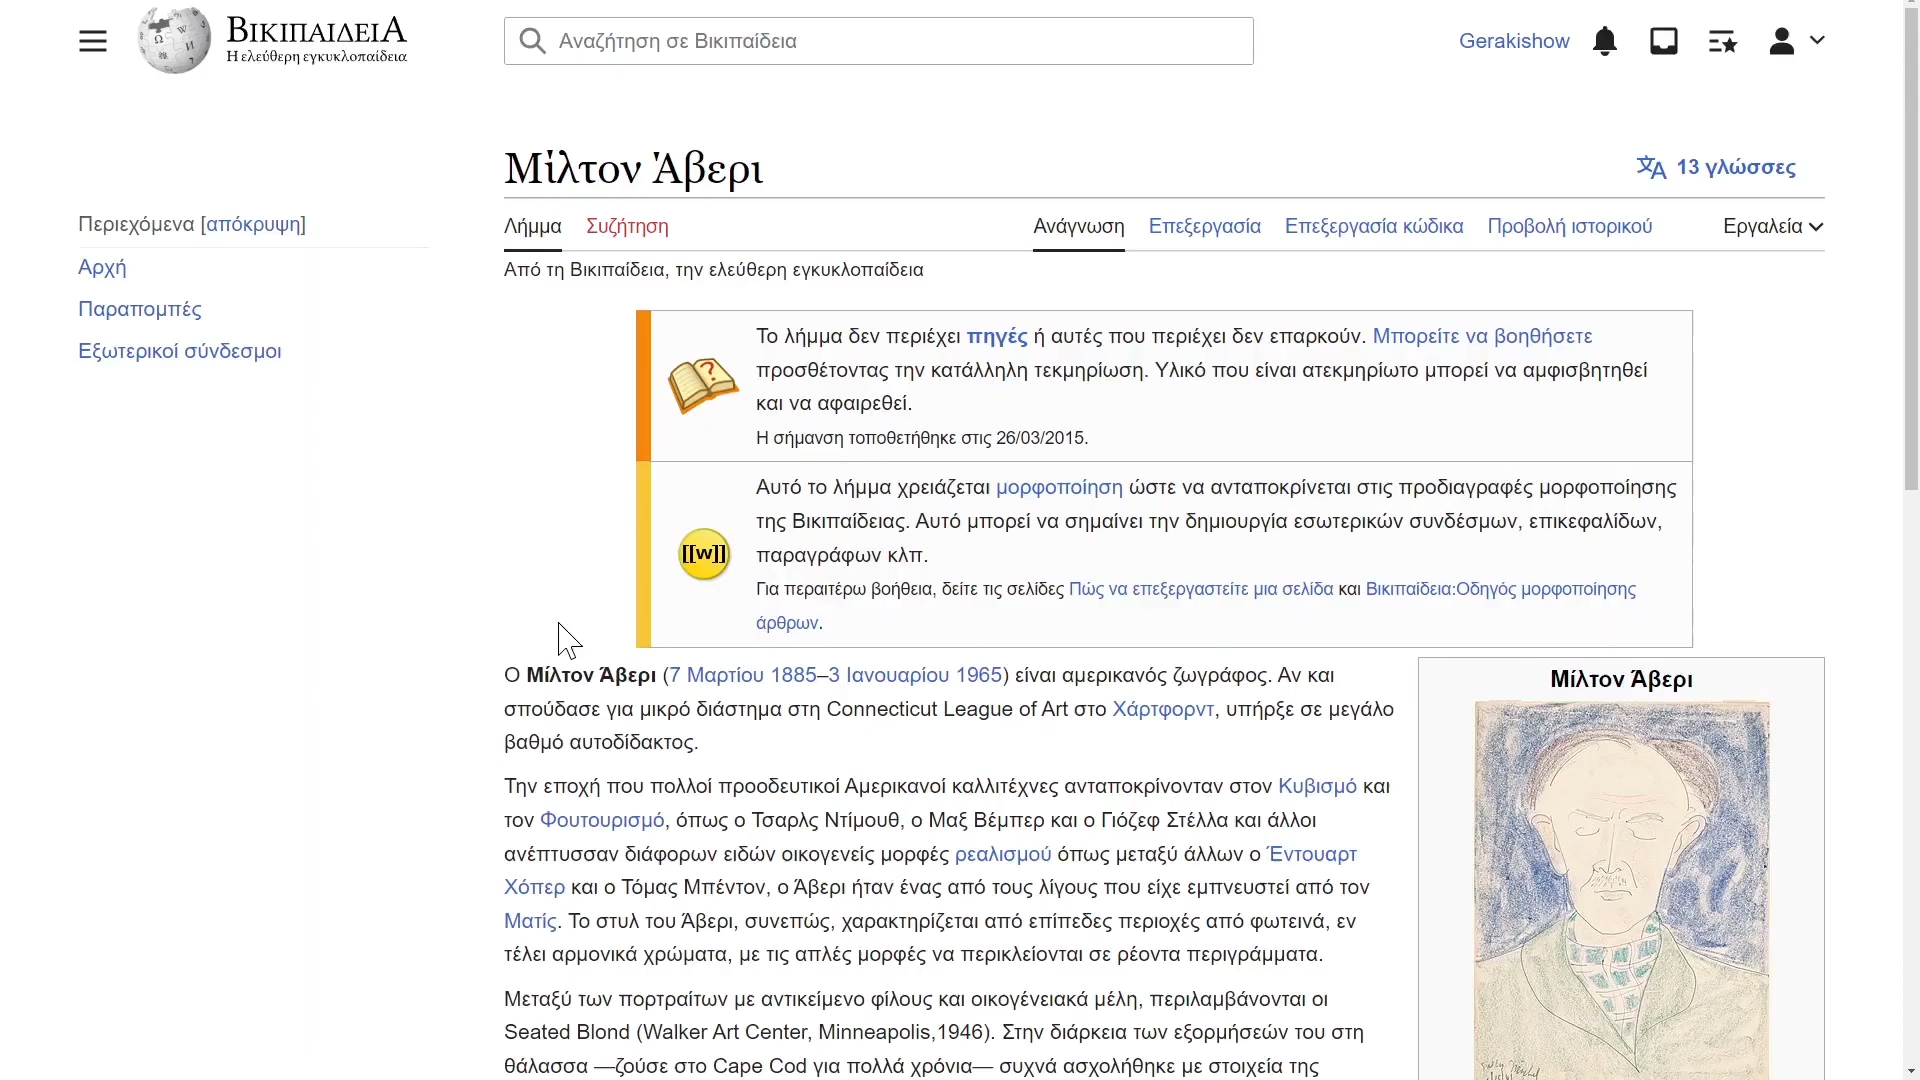 ΒΙΚΙΠΑΙΔΕΙΑ
Η ελεύθερη εγκυκλοπαίδεια
Αναζήτηση σε Βικιπαίδεια
Gerakishow
Μίλτον Άβερι
13 γλώσσες
Περιεχόμενα [απόκρυψη]
Αρχή
Παραπομπές
Εξωτερικοί σύνδεσμοι
Λήμμα Συζήτηση Ανάγνωση Επεξεργασία Επεξεργασία κώδικα Προβολή ιστορικού Εργαλεία
Από τη Βικιπαίδεια, την ελεύθερη εγκυκλοπαίδεια
Το λήμμα δεν περιέχει πηγές ή αυτές που περιέχει δεν επαρκούν. Μπορείτε να βοηθήσετε
προσθέτοντας την κατάλληλη τεκμηρίωση. Υλικό που είναι ατεκμηρίωτο μπορεί να αμφισβητηθεί
και να αφαιρεθεί.
Η σήμανση τοποθετήθηκε στις 26/03/2015.
[[w]]
Αυτό το λήμμα χρειάζεται μορφοποίηση ώστε να ανταποκρίνεται στις προδιαγραφές μορφοποίησης
της Βικιπαίδειας. Αυτό μπορεί να σημαίνει την δημιουργία εσωτερικών συνδέσμων, επικεφαλίδων,
παραγράφων κλπ.
Για περαιτέρω βοήθεια, δείτε τις σελίδες Πώς να επεξεργαστείτε μια σελίδα και Βικιπαίδεια:Οδηγός μορφοποίησης
άρθρων.
Ο Μίλτον Άβερι (7 Μαρτίου 1885–3 Ιανουαρίου 1965) είναι αμερικανός ζωγράφος. Αν και
σπούδασε για μικρό διάστημα στη Connecticut League of Art στο Χάρτφορντ, υπήρξε σε μεγάλο
βαθμό αυτοδίδακτος.
Την εποχή που πολλοί προοδευτικοί Αμερικανοί καλλιτέχνες ανταποκρίνονταν στον Κυβισμό και
τον Φουτουρισμό, όπως ο Τσαρλς Ντίμουθ, ο Μαξ Βέμπερ και ο Γιόζεφ Στέλλα και άλλοι
ανέπτυσσαν διάφορων ειδών οικογενείς μορφές ρεαλισμού όπως μεταξύ άλλων ο Έντουαρτ
Χόπερ και ο Τόμας Μπέντον, ο Άβερι ήταν ένας από τους λίγους που είχε εμπνευστεί από τον
Ματίς. Το στυλ του Άβερι, συνεπώς, χαρακτηρίζεται από επίπεδες περιοχές από φωτεινά, εν
τέλει αρμονικά χρώματα, με τις απλές μορφές να περικλείονται σε ρέοντα περιγράμματα.
Μεταξύ των πορτραίτων με αντικείμενο φίλους και οικογένειακά μέλη, περιλαμβάνονται οι
Seated Blond (Walker Art Center, Minneapolis,1946). Στην διάρκεια των εξορμήσεών του στη
θάλασσα —ζούσε στο Cape Cod για πολλά χρόνια— συχνά ασχολήθηκε με στοιχεία της
Μίλτον Άβερι